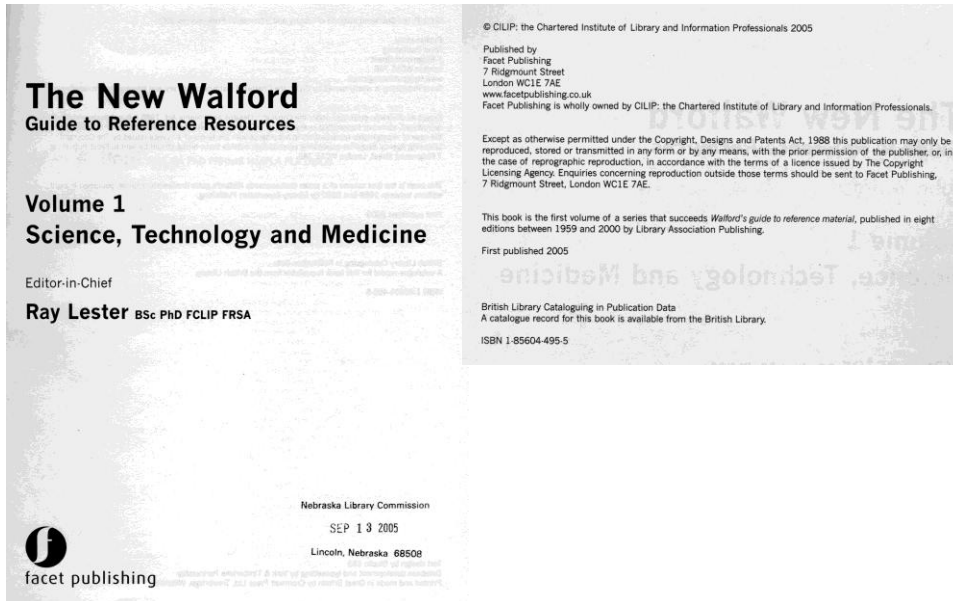 The New Walford
Guide to Reference Resources
Volume 1
Science, Technology and Medicine
Editor-in-Chief
Ray Lester BSc PhD FCLIP FRSA
Nebraska Library Commission
SEP 13 2005
Lincoln, Nebraska 68508
facet publishing
© CILIP: the Chartered Institute of Library and Information Professionals 2005
Published by
Facet Publishing
7 Ridgmount Street
London WC1E 7AE
www.facetpublishing.co.uk
Facet Publishing is wholly owned by CILIP: the Chartered Institute of Library and Information Professionals.
Except as otherwise permitted under the Copyright, Designs and Patents Act, 1988 this publication may only be
reproduced, stored or transmitted in any form or by any means, with the prior permission of the publisher, or, in
the case of reprographic reproduction, in accordance with the terms of a licence issued by The Copyright
Licensing Agency. Enquiries concerning reproduction outside those terms should be sent to Facet Publishing,
7 Ridgmount Street, London WC1E 7AE.
This book is the first volume of a series that succeeds Walford's guide to reference material, published in eight
editions between 1959 and 2000 by Library Association Publishing.
First published 2005
British Library Cataloguing in Publication Data
A catalogue record for this book is available from the British Library.
ISBN 1-85604-495-5